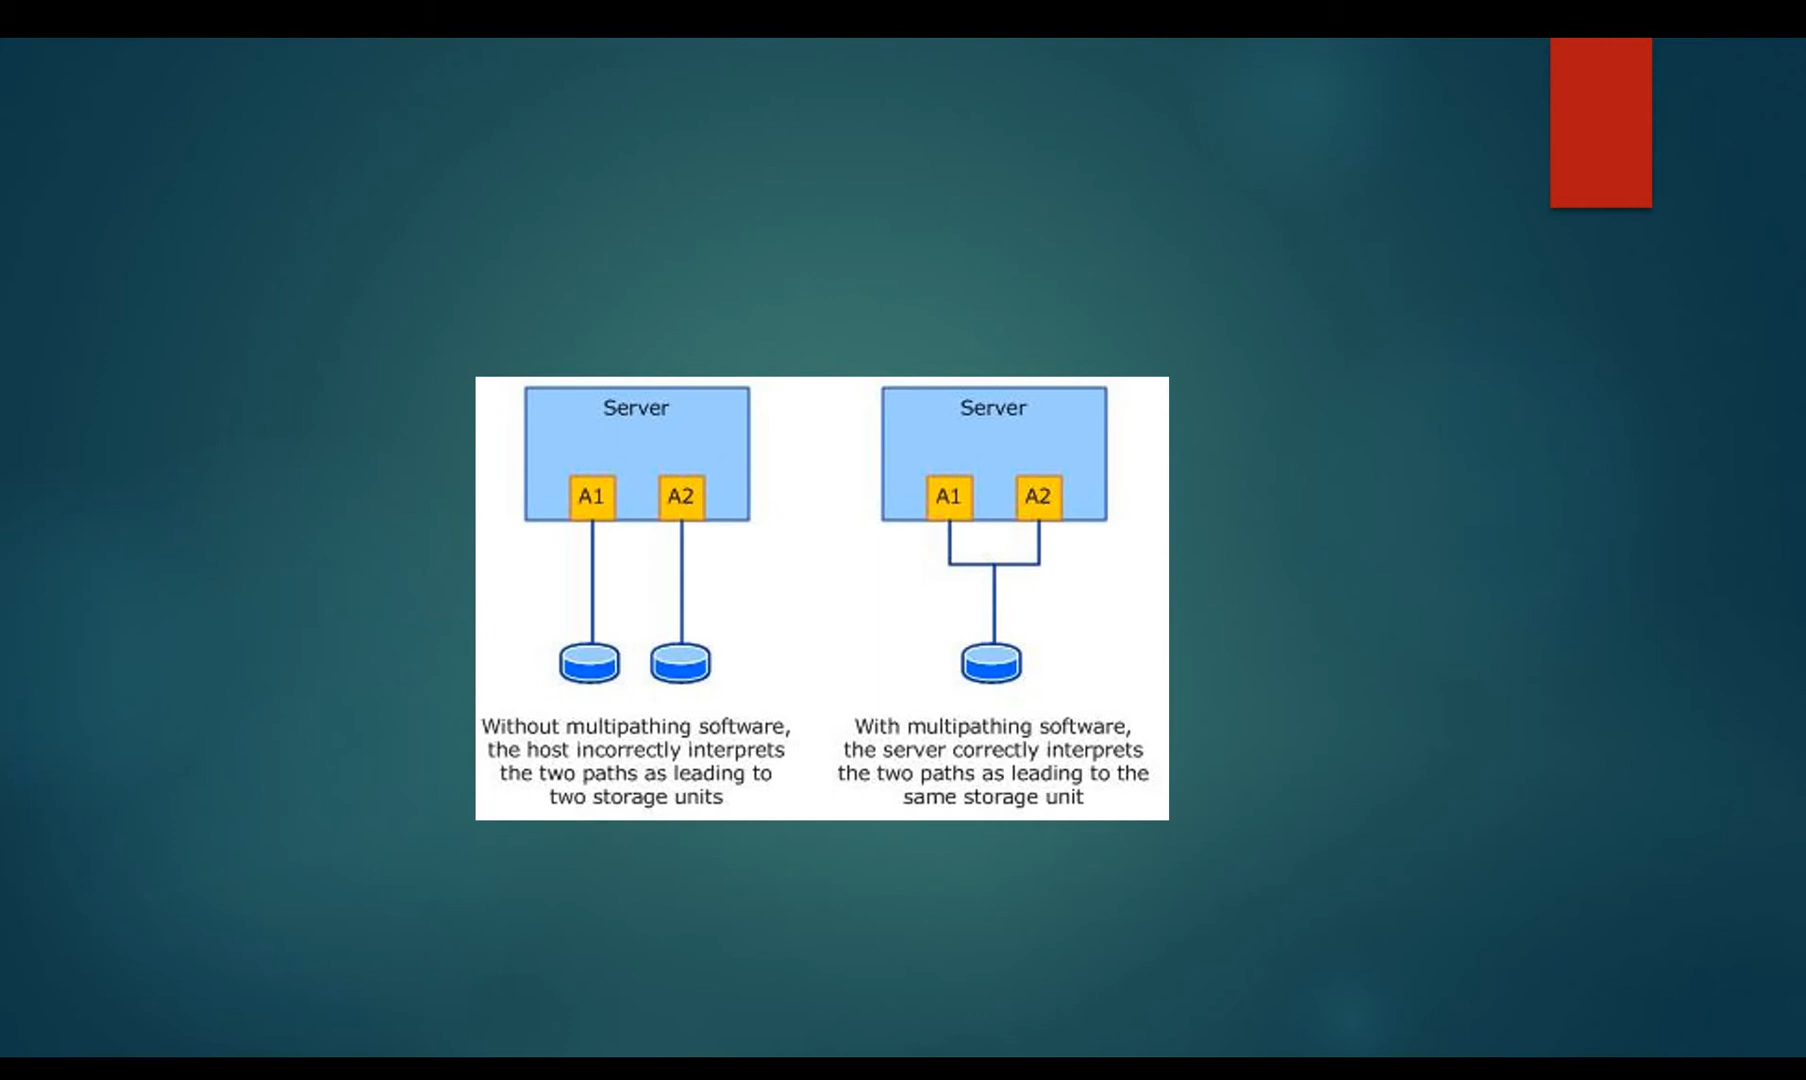 Server
A1
A2
Without multipathing software,
the host incorrectly interprets
the two paths as leading to
two storage units
Server
A1
A2
With multipathing software,
the server correctly interprets
the two paths as leading to the
same storage unit